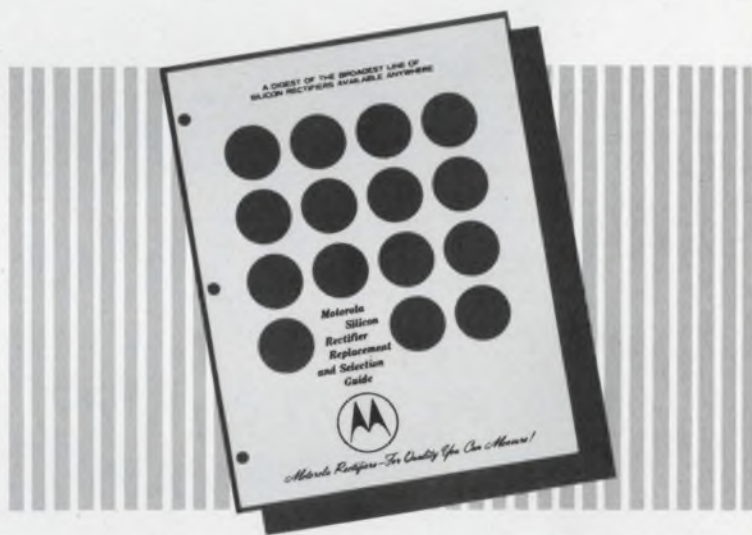 A DIGEST OF THE BROADEST LINE OF
SILICON RECTIFIERS AVAILABLE ANYWHERE
Motorola
Silicon
Rectifier
Replacement
and Selection
Guide
Motorola Rectifiers—For Quality You Can Measure!